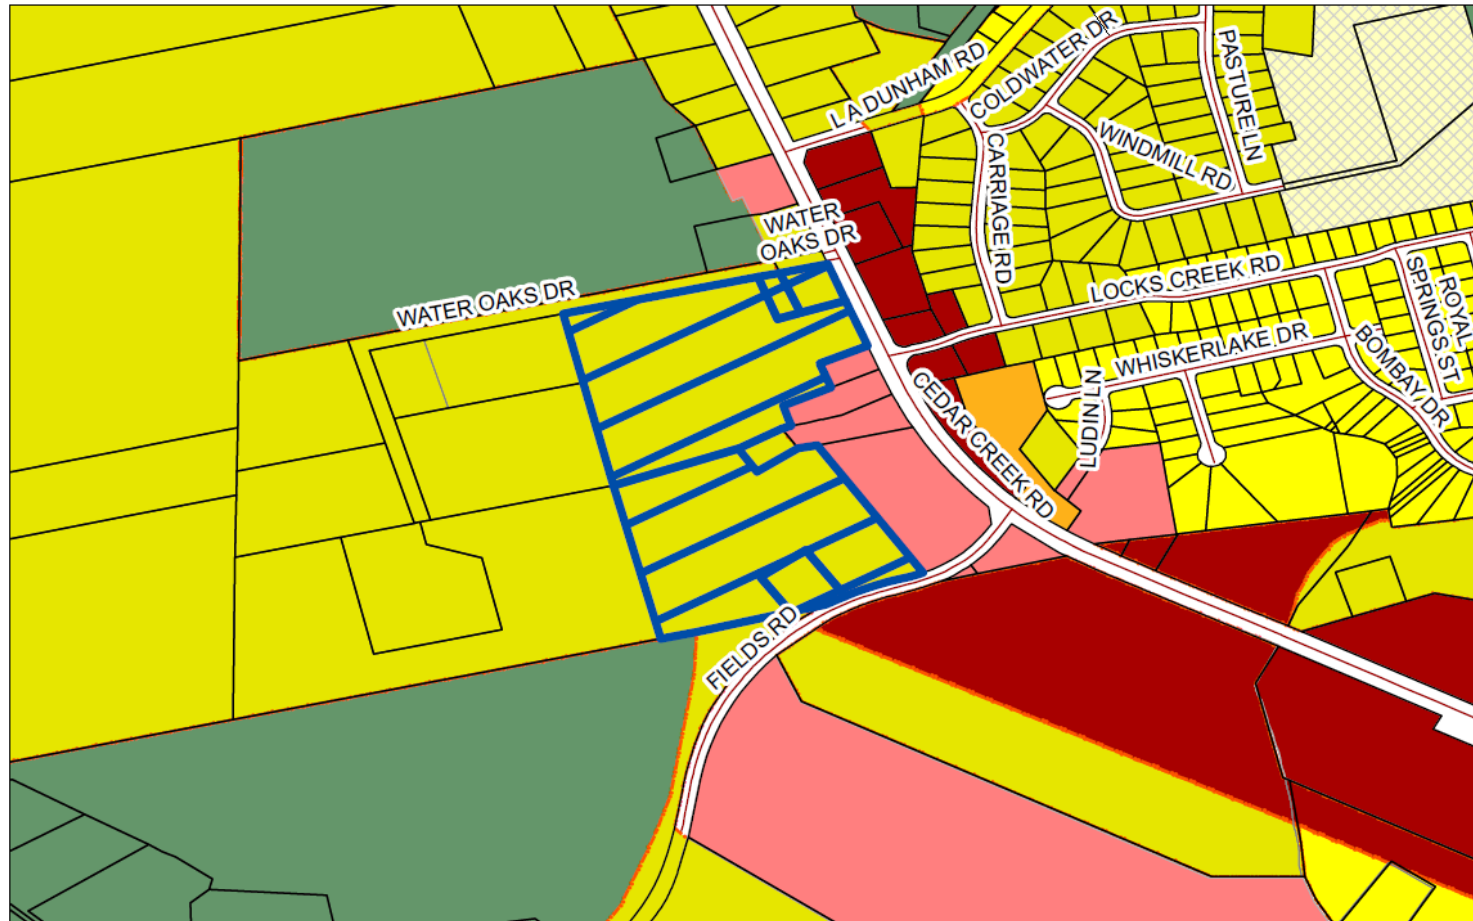 L A DUNHAM RD
COLDWATER DR
PASTURE LN
WINDMILL RD
CARRIAGE RD
WATER
OAKS DR
WATER OAKS DR
LOCKS CREEK RD
ROYAL
SPRINGS ST
WHISKERLAKE DR
BOMBAY DR
LUDIN LN
CEDAR CREEK RD
FIELDS RD